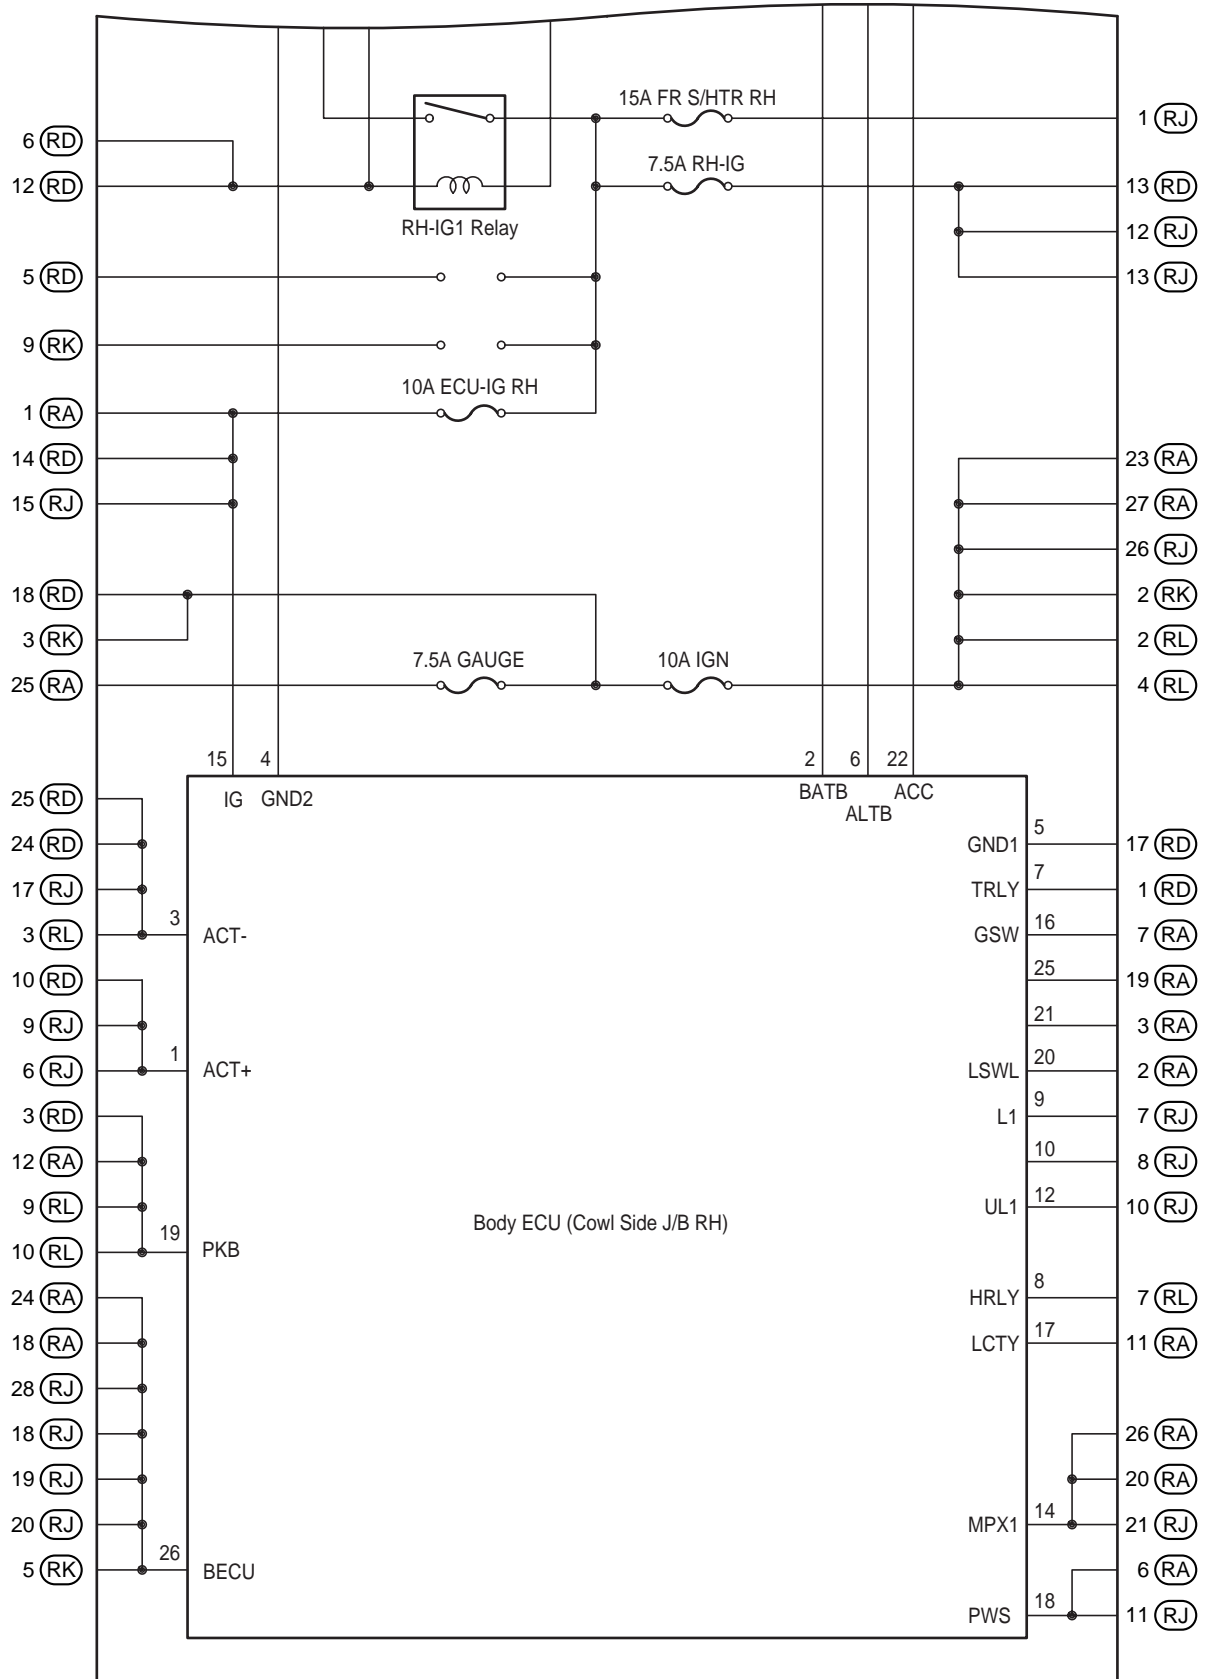 15A FR S/HTR RH
1 RJ
6 RD
7.5A RH-IG
12 RD
13 RD
RH-IG1 Relay
12 RJ
5 RD
13 RJ
9 RK
10A ECU-IG RH
1 RA
14 RD
23 RA
15 RJ
27 RA
26 RJ
18 RD
2 RK
3 RK
2 RL
7.5A GAUGE
10A IGN
25 RA
4 RL
15 4 2 6 22
IG GND2 BATB ALTB ACC
25 RD
24 RD
GND1 5 17 RD
17 RJ
TRLY 7 1 RD
3 RL 3 ACT-
GSW 16 7 RA
10 RD
25 19 RA
9 RJ
21 3 RA
6 RJ 1 ACT+
LSWL 20 2 RA
3 RD
L1 9 7 RJ
12 RA
10 8 RJ
9 RL
UL1 12 10 RJ
Body ECU (Cowl Side J/B RH)
10 RL 19 PKB
24 RA
HRLY 8 7 RL
18 RA
LCTY 17 11 RA
28 RJ
18 RJ
26 RA
19 RJ
20 RA
20 RJ
MPX1 14 21 RJ
5 RK 26 BECU
6 RA
PWS 18 11 RJ